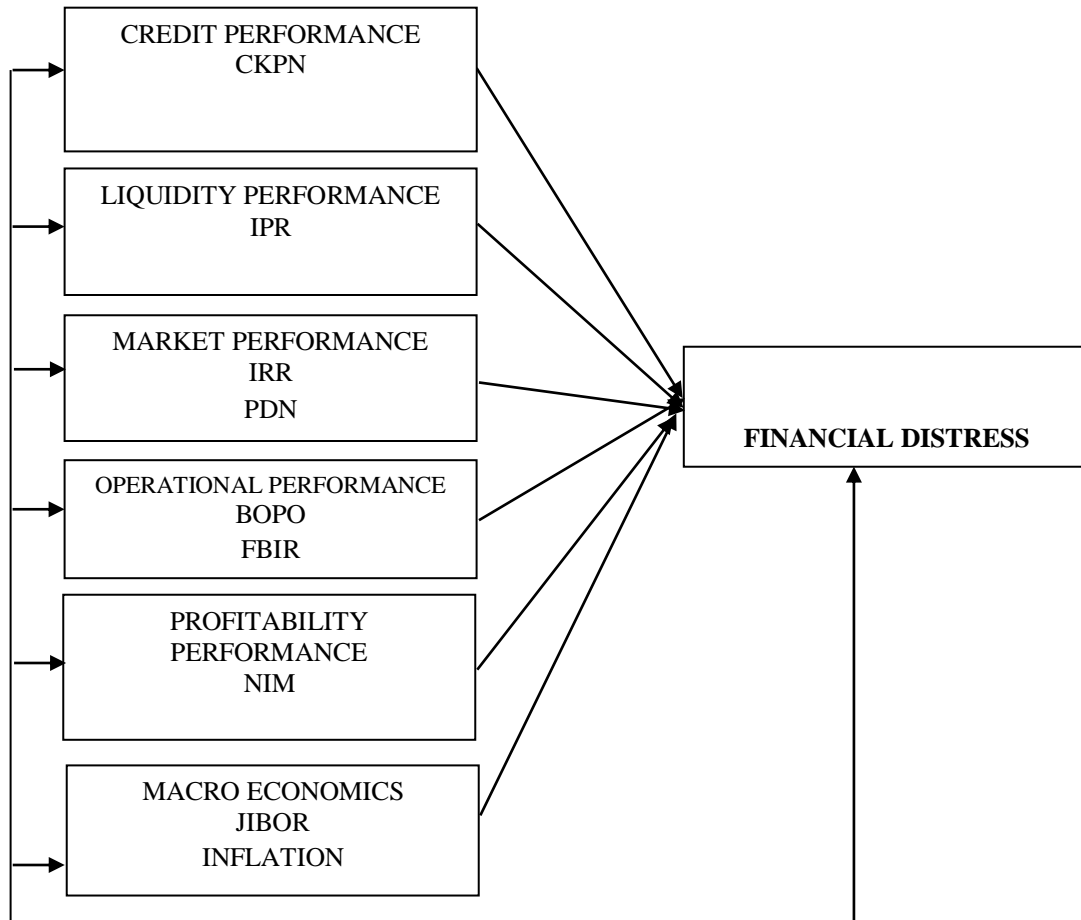 CREDIT PERFORMANCE
CKPN
LIQUIDITY PERFORMANCE
IPR
MARKET PERFORMANCE
IRR
PDN
OPERATIONAL PERFORMANCE
BOPO
FBIR
PROFITABILITY
PERFORMANCE
NIM
MACRO ECONOMICS
JIBOR
INFLATION
FINANCIAL DISTRESS